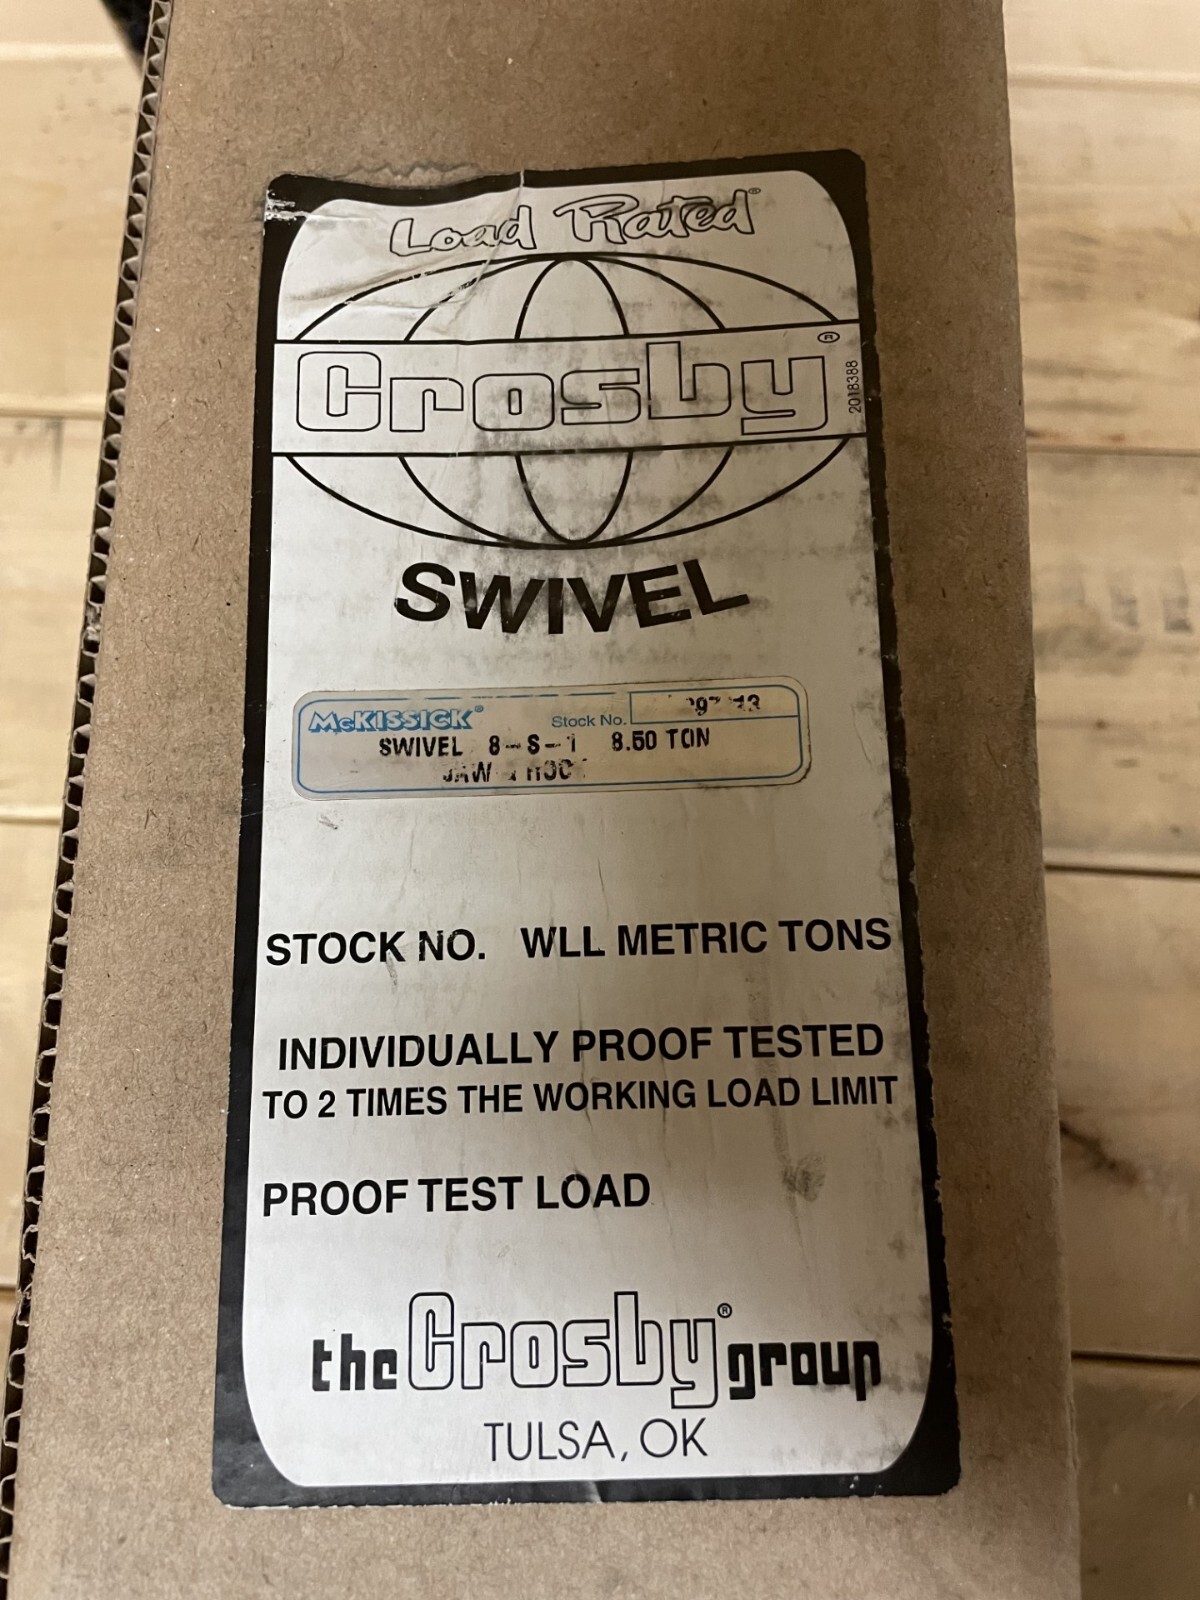 Load Rated®
Crosby®
2018388
SWIVEL
McKISSICK® Stock No.
SWIVEL 8-S-1 8.50 TON
JAW
STOCK NO. WLL METRIC TONS
INDIVIDUALLY PROOF TESTED
TO 2 TIMES THE WORKING LOAD LIMIT
PROOF TEST LOAD
the Crosby® group
TULSA, OK